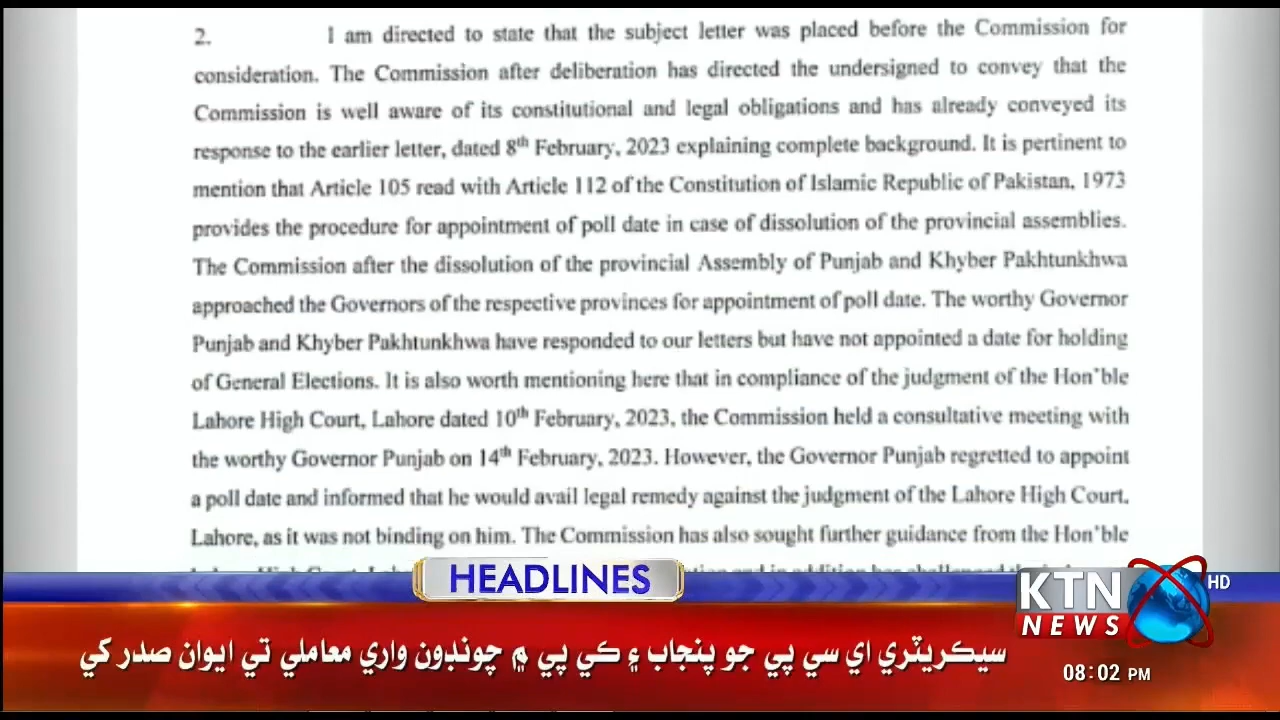 2. I am directed to state that the subject letter was placed before the Commission for
consideration. The Commission after deliberation has directed the undersigned to convey that the
Commission is well aware of its constitutional and legal obligations and has already conveyed its
response to the earlier letter, dated 8th February, 2023 explaining complete background. It is pertinent to
mention that Article 105 read with Article 112 of the Constitution of Islamic Republic of Pakistan, 1973
provides the procedure for appointment of poll date in case of dissolution of the provincial assemblies.
The Commission after the dissolution of the provincial Assembly of Punjab and Khyber Pakhtunkhwa
approached the Governors of the respective provinces for appointment of poll date. The worthy Governor
Punjab and Khyber Pakhtunkhwa have responded to our letters but have not appointed a date for holding
of General Elections. It is also worth mentioning here that in compliance of the judgment of the Hon'ble
Lahore High Court, Lahore dated 10th February, 2023, the Commission held a consultative meeting with
the worthy Governor Punjab on 14th February, 2023. However, the Governor Punjab regretted to appoint
a poll date and informed that he would avail legal remedy against the judgment of the Lahore High Court,
Lahore, as it was not binding on him. The Commission has also sought further guidance from the Hon'ble
HEADLINES
KTN
NEWS
HD
سيڪريٽري اي سي پي جو پنجاب ۽ ڪي پي ۾ چونڊون واري معاملي تي ايوان صدر کي
08:02 PM